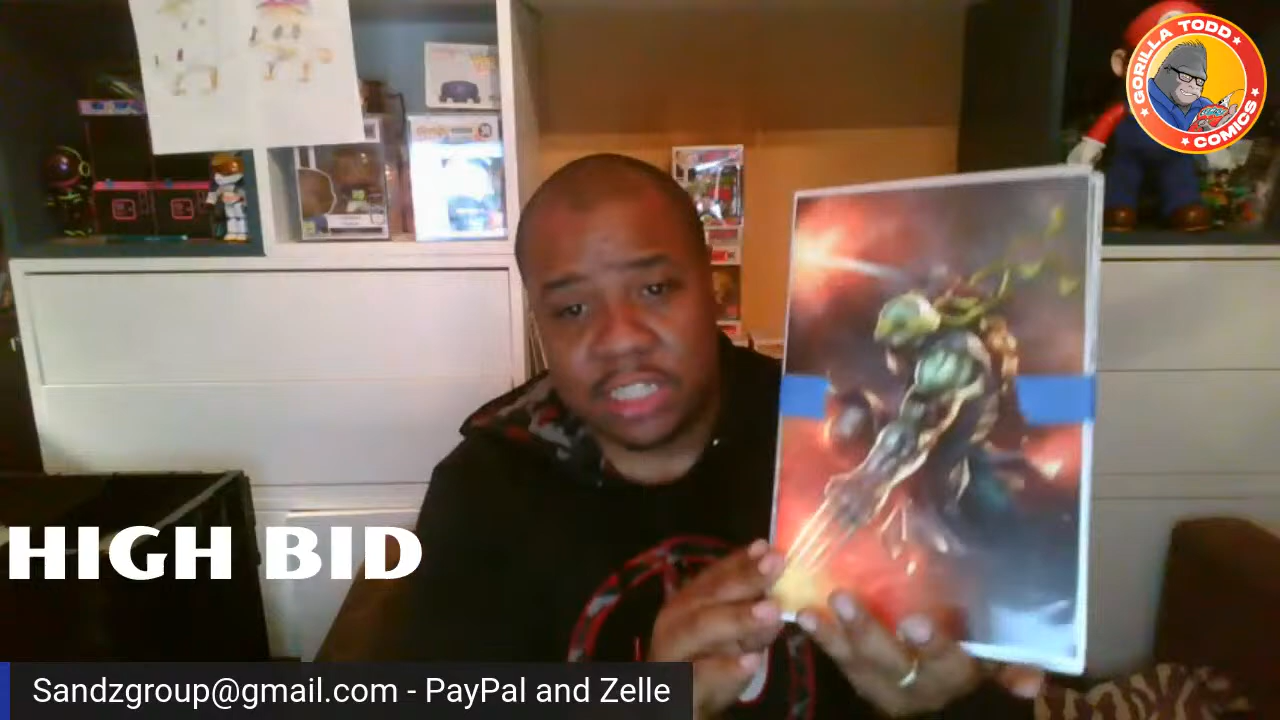 GORILLA TODD
COMICS
HIGH BID
Sandzgroup@gmail.com - PayPal and Zelle